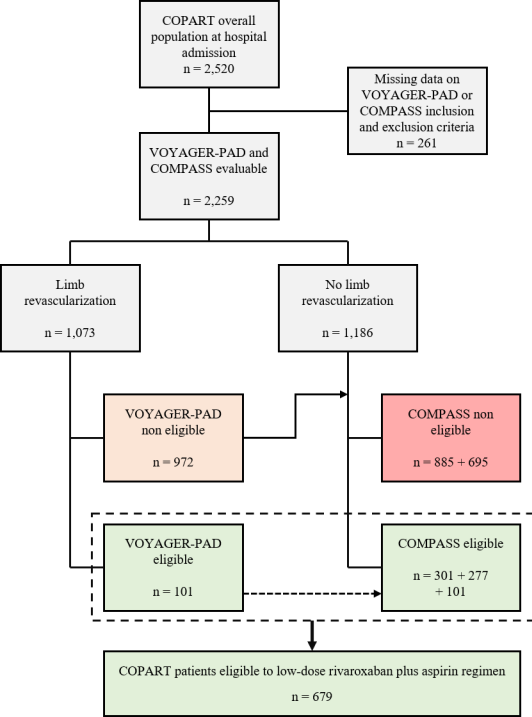 COPART overall
population at hospital
admission
n = 2,520
Missing data on
VOYAGER-PAD or
COMPASS inclusion
and exclusion criteria
n = 261
VOYAGER-PAD and
COMPASS evaluable
n = 2,259
Limb
revascularization
n = 1,073
No limb
revascularization
n = 1,186
VOYAGER-PAD
non eligible
n = 972
COMPASS non
eligible
n = 885 + 695
VOYAGER-PAD
eligible
n = 101
COMPASS eligible
n = 301 + 277
+ 101
COPART patients eligible to low-dose rivaroxaban plus aspirin regimen
n = 679